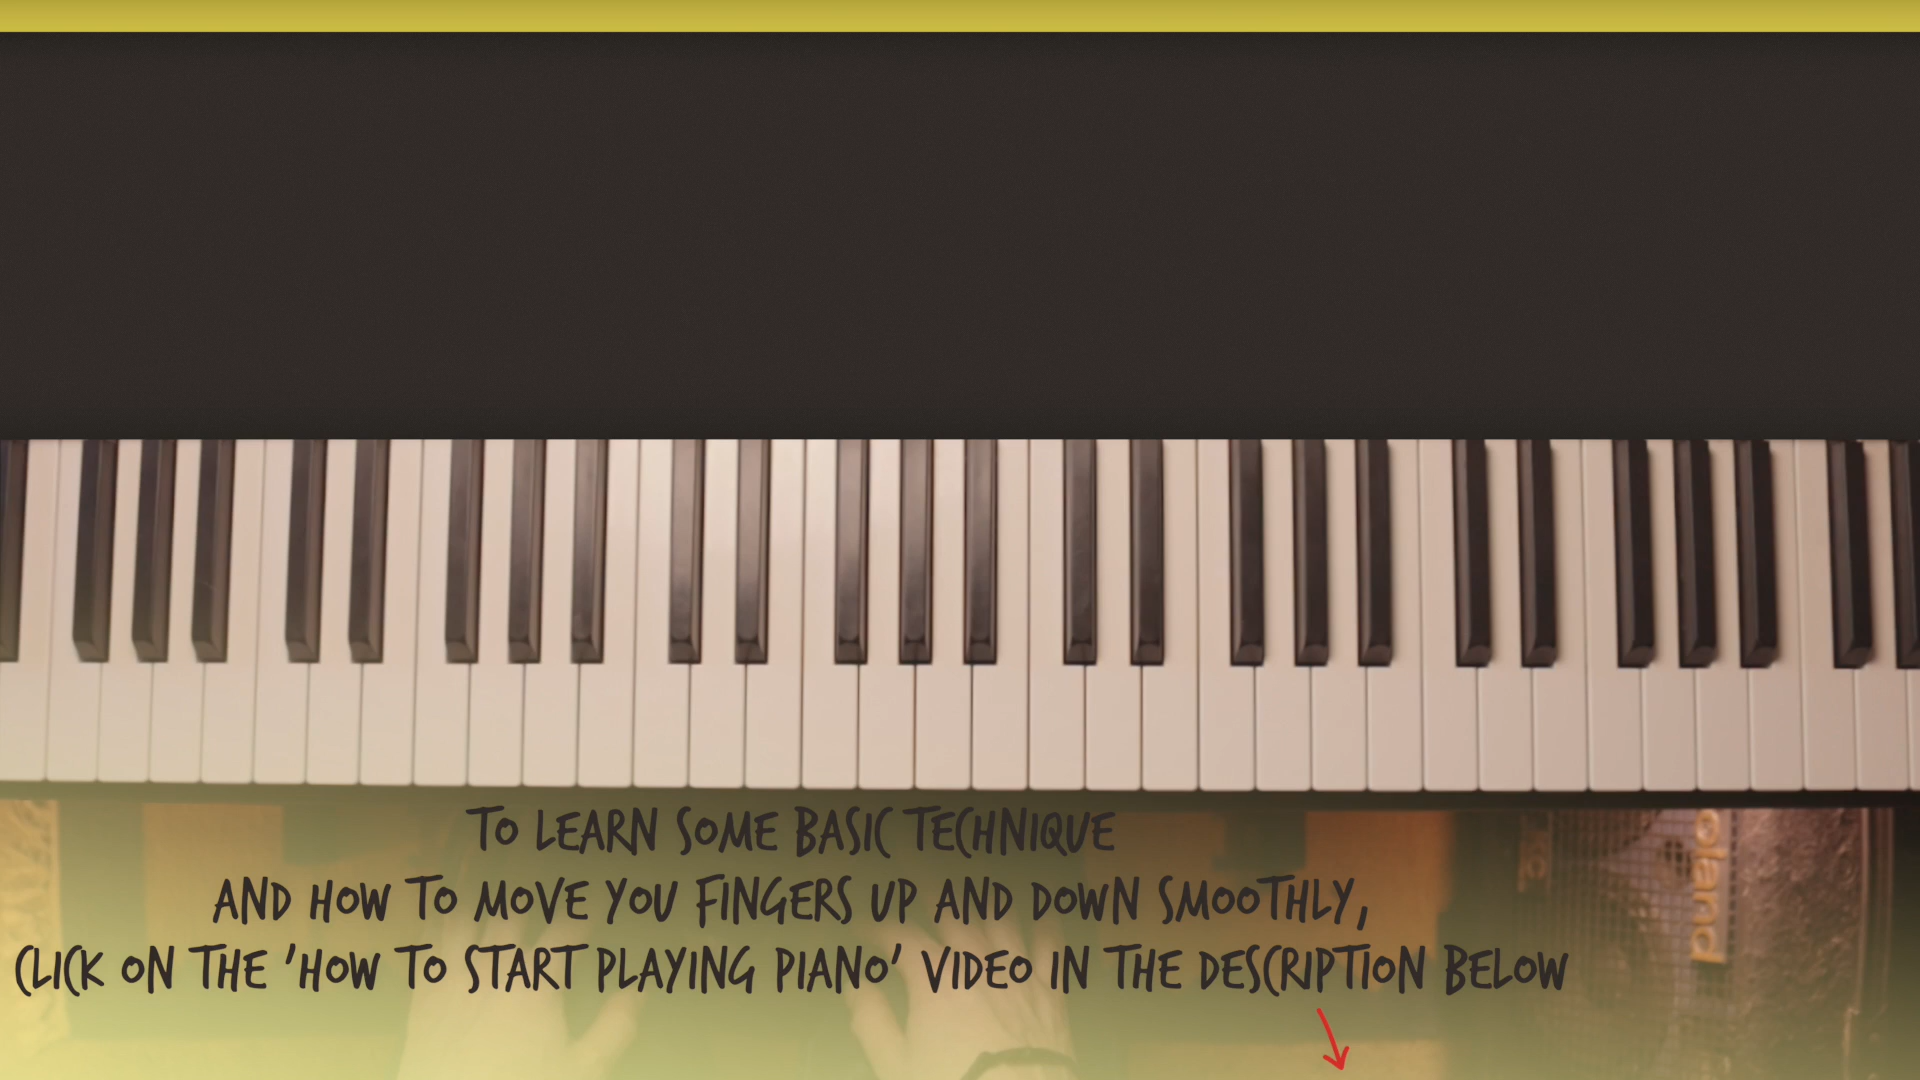 TO LEARN SOME BASIC TECHNIQUE
AND HOW TO MOVE YOU FINGERS UP AND DOWN SMOOTHLY,
CLICK ON THE 'HOW TO START PLAYING PIANO' VIDEO IN THE DESCRIPTION BELOW